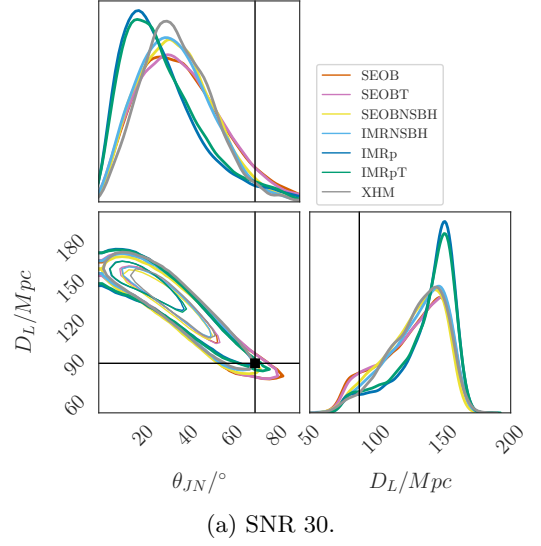 SEOB
SEOBT
SEOBNSBH
IMRNSBH
IMRp
IMRpT
XHM
180
150
120
90
60
D_L/Mpc
20
40
60
80
θ_JN/°
50
100
150
200
D_L/Mpc
(a) SNR 30.